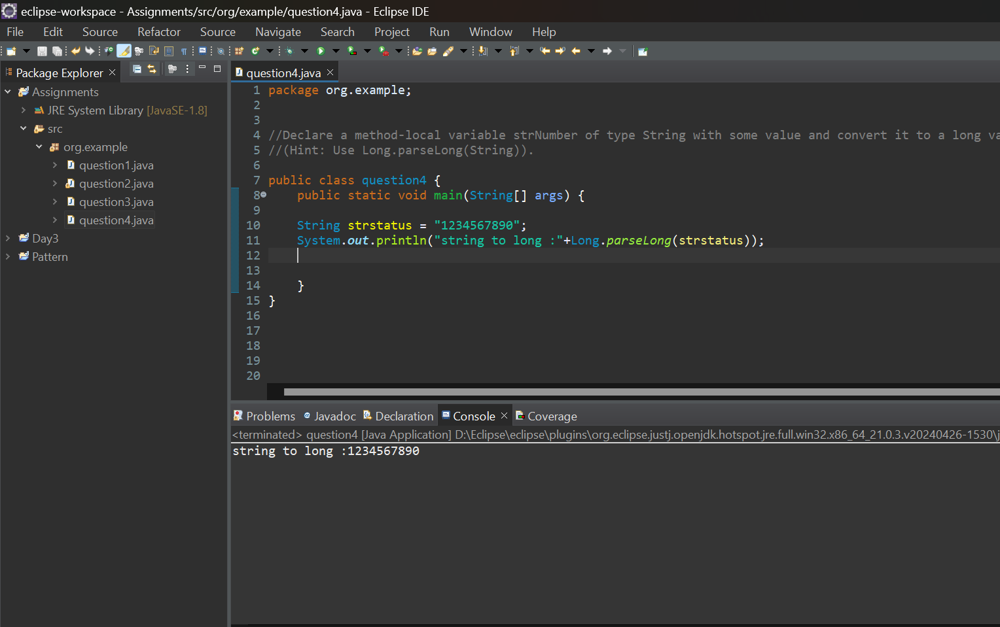 eclipse-workspace - Assignments/src/org/example/question4.java - Eclipse IDE
File Edit Source Refactor Source Navigate Search Project Run Window Help
Package Explorer
Assignments
JRE System Library [JavaSE-1.8]
src
org.example
question1.java
question2.java
question3.java
question4.java
Day3
Pattern
question4.java
1 package org.example;
2
3
4 //Declare a method-local variable strNumber of type String with some value and convert it to a long va
5 //(Hint: Use Long.parseLong(String)).
6
7 public class question4 {
8 public static void main(String[] args) {
9
10 String strstatus = "1234567890";
11 System.out.println("string to long :"+Long.parseLong(strstatus));
12
13
14 }
15 }
16
17
18
19
20
Problems Javadoc Declaration Console Coverage
<terminated> question4 [Java Application] D:\Eclipse\eclipse\plugins\org.eclipse.justj.openjdk.hotspot.jre.full.win32.x86_64_21.0.3.v20240426-1530\j
string to long :1234567890